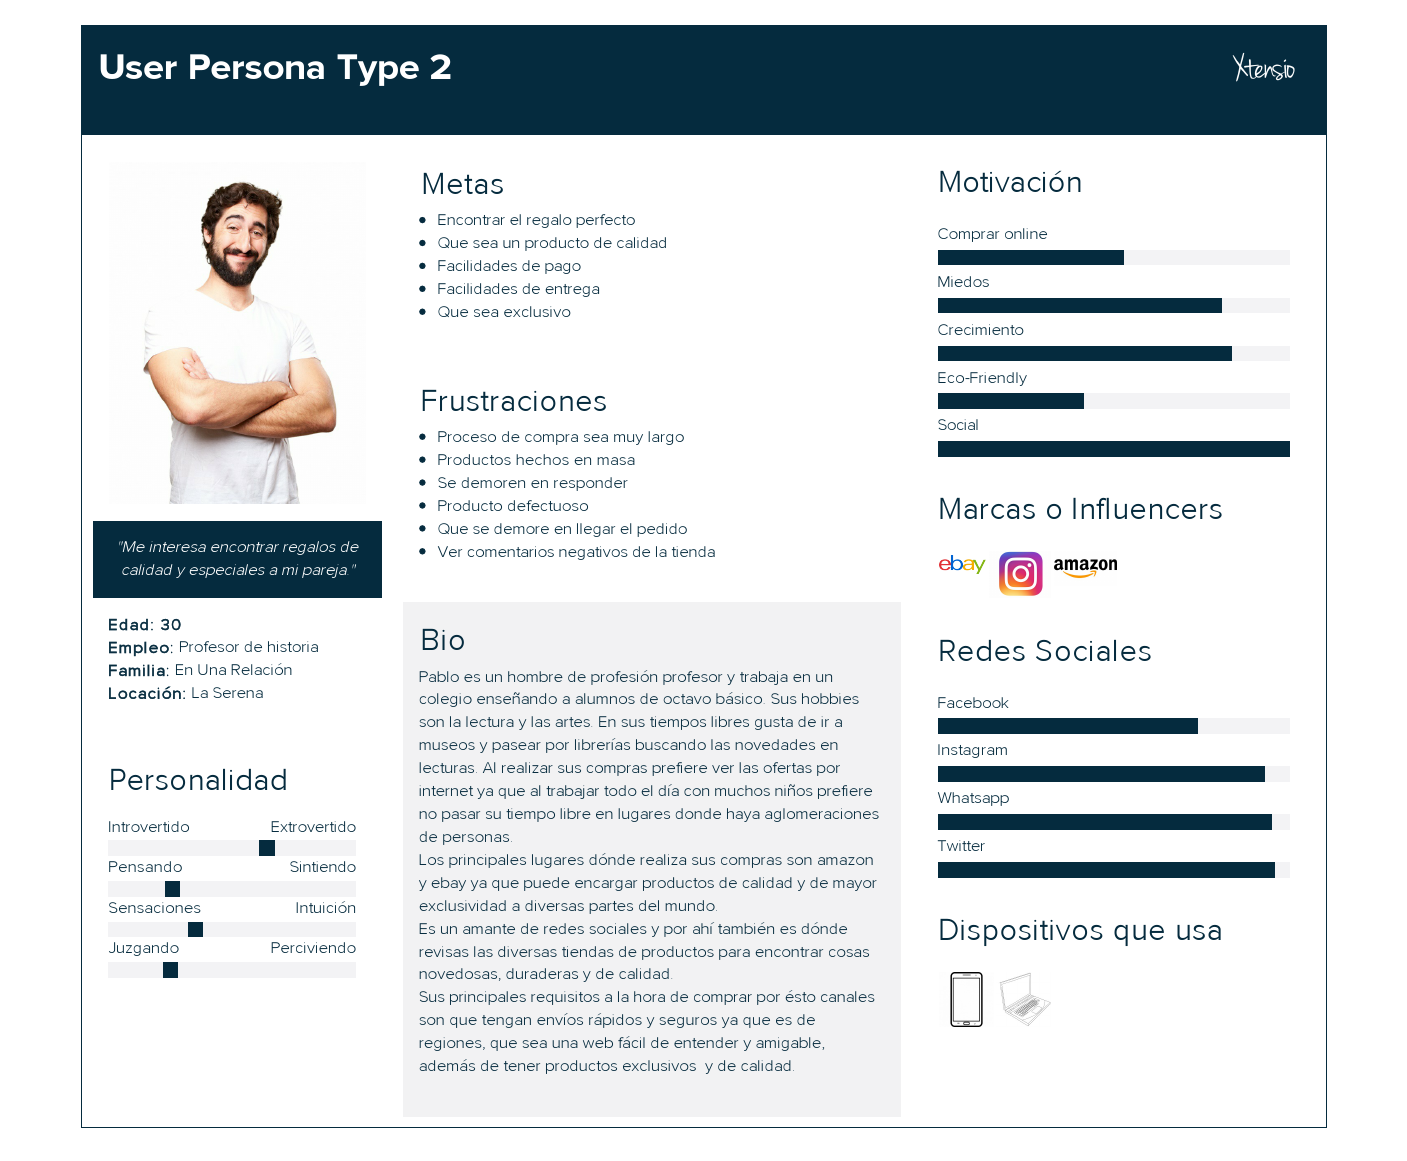 User Persona Type 2
Xtensio
"Me interesa encontrar regalos de
calidad y especiales a mi pareja."
Edad: 30
Empleo: Profesor de historia
Familia: En Una Relación
Locación: La Serena
Personalidad
Introvertido Extrovertido
Pensando Sintiendo
Sensaciones Intuición
Juzgando Perciviendo
Metas
Encontrar el regalo perfecto
Que sea un producto de calidad
Facilidades de pago
Facilidades de entrega
Que sea exclusivo
Frustraciones
Proceso de compra sea muy largo
Productos hechos en masa
Se demoren en responder
Producto defectuoso
Que se demore en llegar el pedido
Ver comentarios negativos de la tienda
Bio
Pablo es un hombre de profesión profesor y trabaja en un
colegio enseñando a alumnos de octavo básico. Sus hobbies
son la lectura y las artes. En sus tiempos libres gusta de ir a
museos y pasear por librerías buscando las novedades en
lecturas. Al realizar sus compras prefiere ver las ofertas por
internet ya que al trabajar todo el día con muchos niños prefiere
no pasar su tiempo libre en lugares donde haya aglomeraciones
de personas.
Los principales lugares dónde realiza sus compras son amazon
y ebay ya que puede encargar productos de calidad y de mayor
exclusividad a diversas partes del mundo.
Es un amante de redes sociales y por ahí también es dónde
revisas las diversas tiendas de productos para encontrar cosas
novedosas, duraderas y de calidad.
Sus principales requisitos a la hora de comprar por ésto canales
son que tengan envíos rápidos y seguros ya que es de
regiones, que sea una web fácil de entender y amigable,
además de tener productos exclusivos  y de calidad.
Motivación
Comprar online
Miedos
Crecimiento
Eco-Friendly
Social
Marcas o Influencers
ebay amazon
Redes Sociales
Facebook
Instagram
Whatsapp
Twitter
Dispositivos que usa